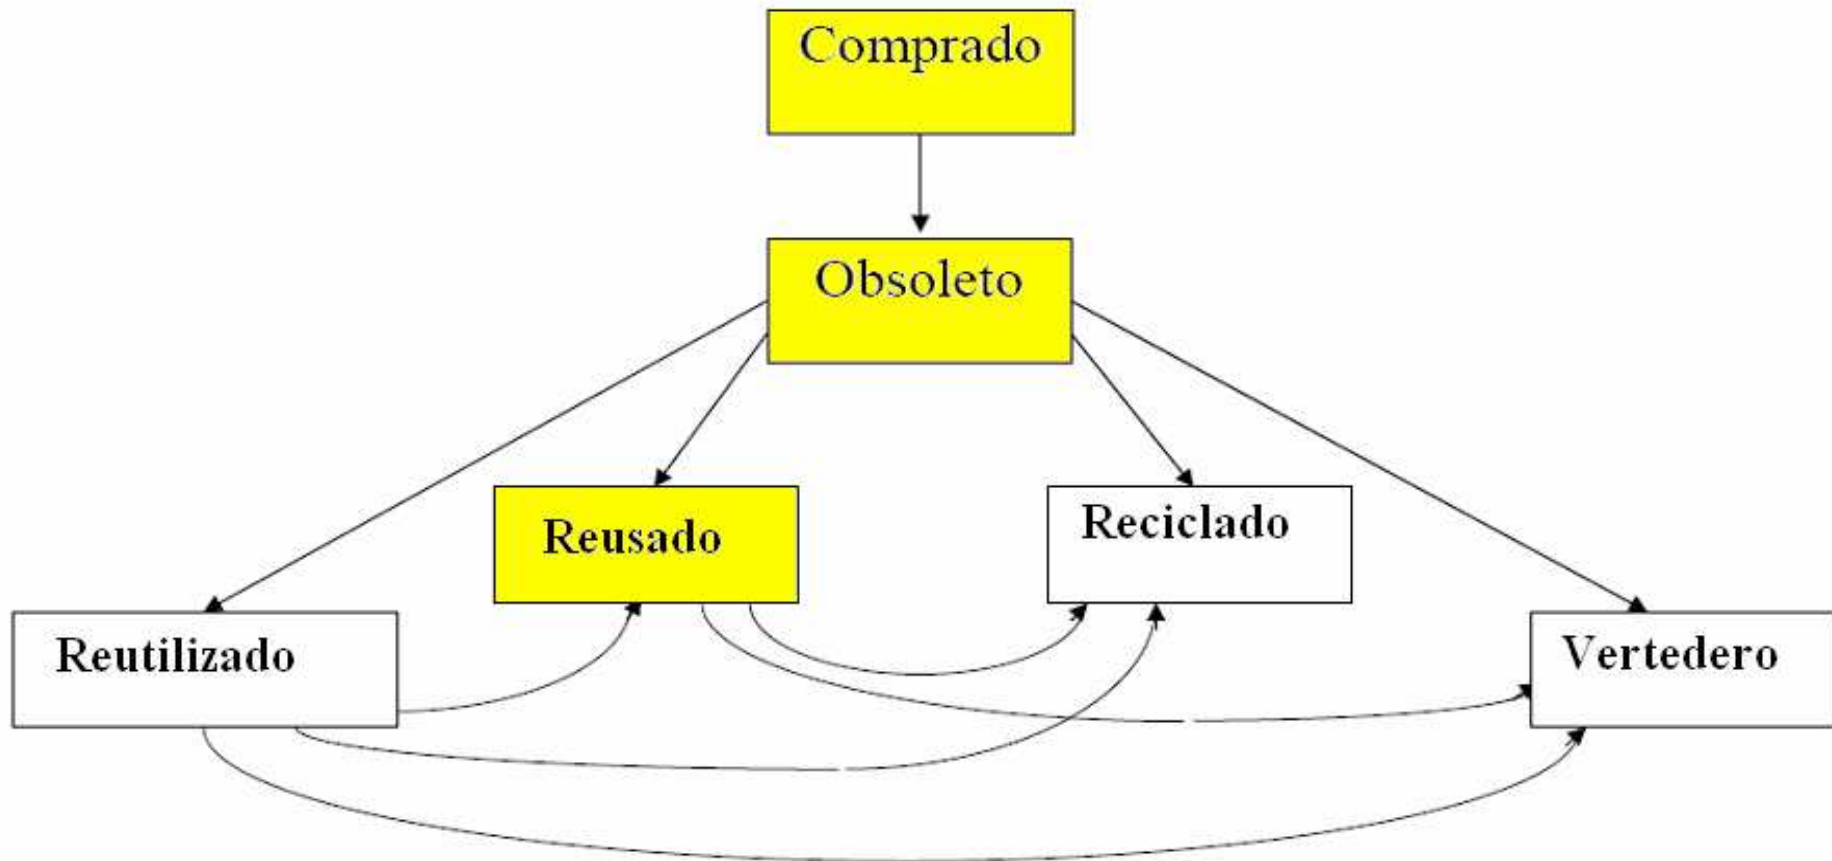 Comprado
Obsoleto
Reusado
Reciclado
Reutilizado
Vertedero